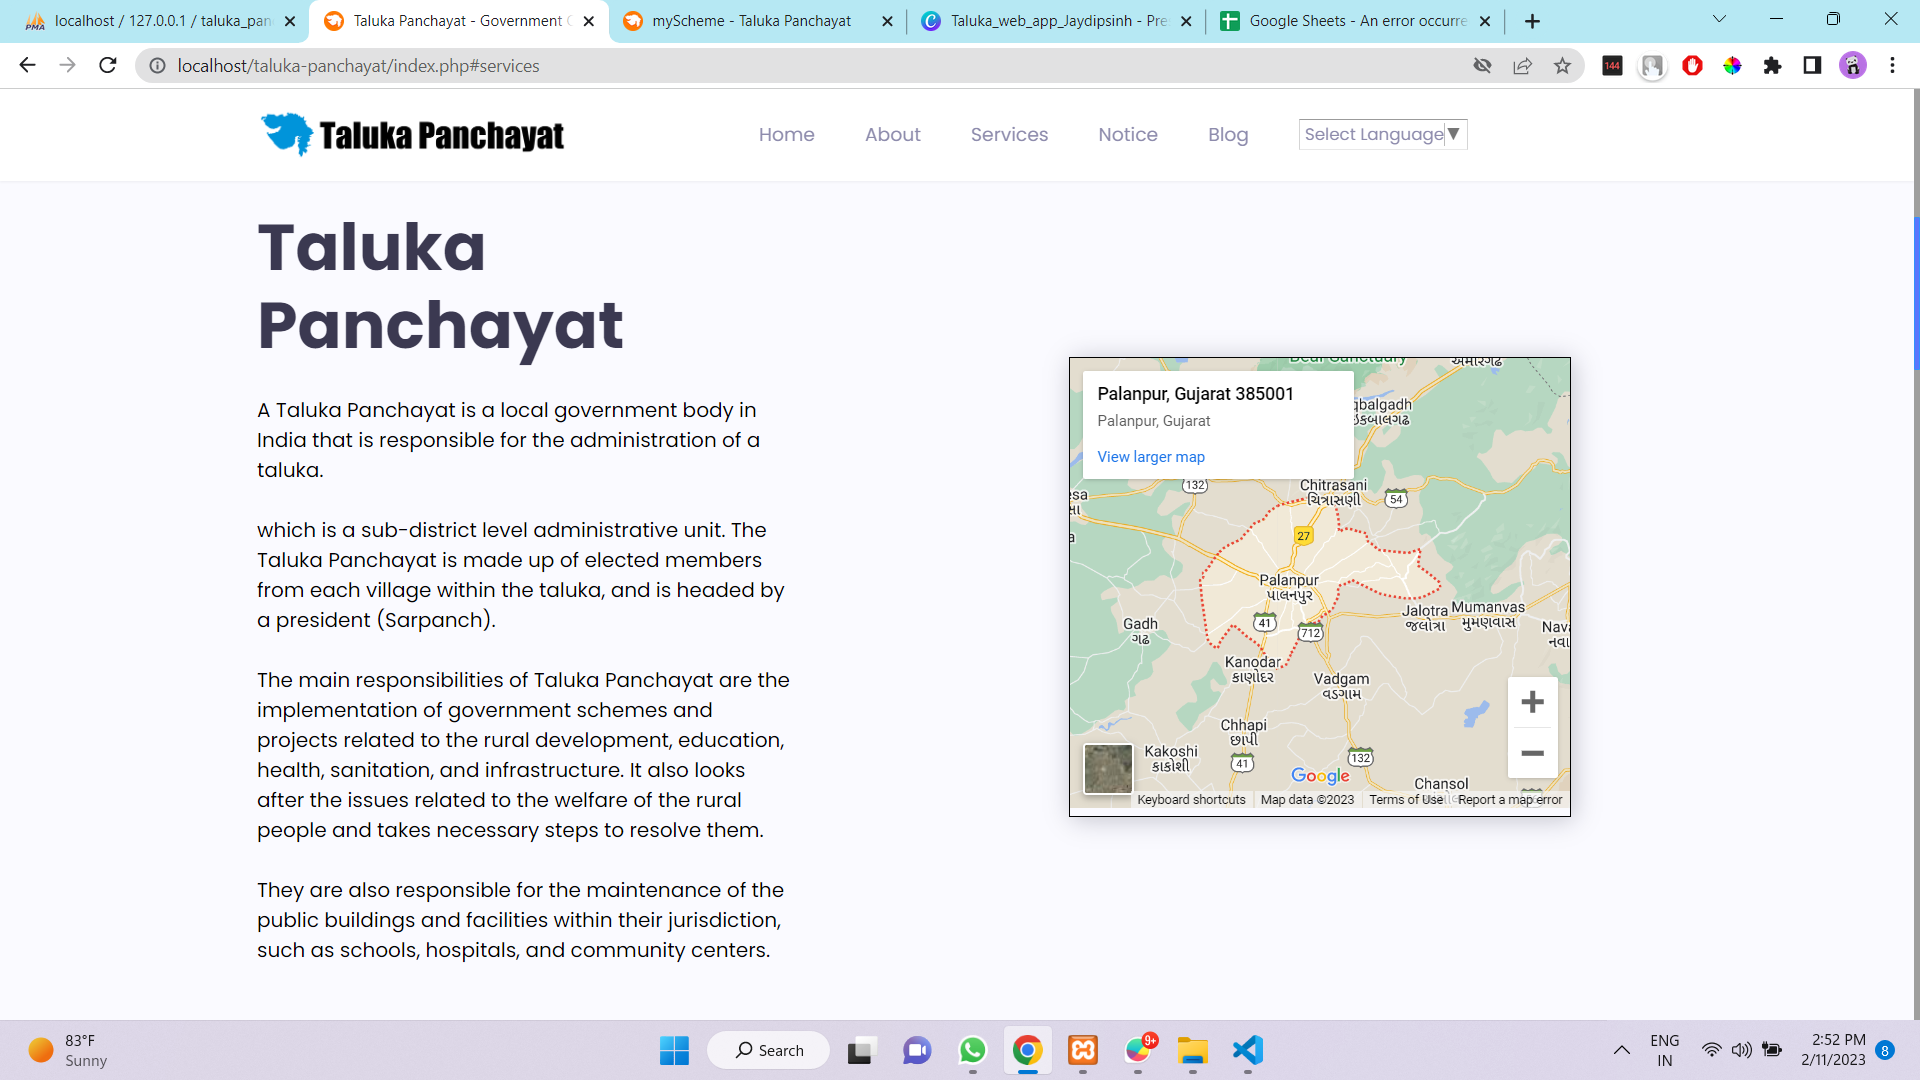 localhost / 127.0.0.1 / taluka_pan
Taluka Panchayat - Government
myScheme - Taluka Panchayat
Taluka_web_app_Jaydipsinh - Pre
Google Sheets - An error occurre
localhost/taluka-panchayat/index.php#services
144
Taluka Panchayat
Home
About
Services
Notice
Blog
Select Language▼
Taluka
Panchayat
A Taluka Panchayat is a local government body in
India that is responsible for the administration of a
taluka.
which is a sub-district level administrative unit. The
Taluka Panchayat is made up of elected members
from each village within the taluka, and is headed by
a president (Sarpanch).
The main responsibilities of Taluka Panchayat are the
implementation of government schemes and
projects related to the rural development, education,
health, sanitation, and infrastructure. It also looks
after the issues related to the welfare of the rural
people and takes necessary steps to resolve them.
They are also responsible for the maintenance of the
public buildings and facilities within their jurisdiction,
such as schools, hospitals, and community centers.
Palanpur, Gujarat 385001
Palanpur, Gujarat
View larger map
132
Chitrasani
ચિત્રાસણી
54
27
Palanpur
પાલનપુર
Jalotra
જલોત્રા
Mumanvas
મુમણવાસ
Gadh
ગઢ
41
712
Kanodar
કાણોદર
Vadgam
વડગામ
Chhapi
છાપી
Kakoshi
કાકોશી
41
132
Chansol
Google
Keyboard shortcuts
Map data ©2023
Terms of Use
Report a map error
83°F
Sunny
Search
9+
ENG
IN
2:52 PM
2/11/2023
8